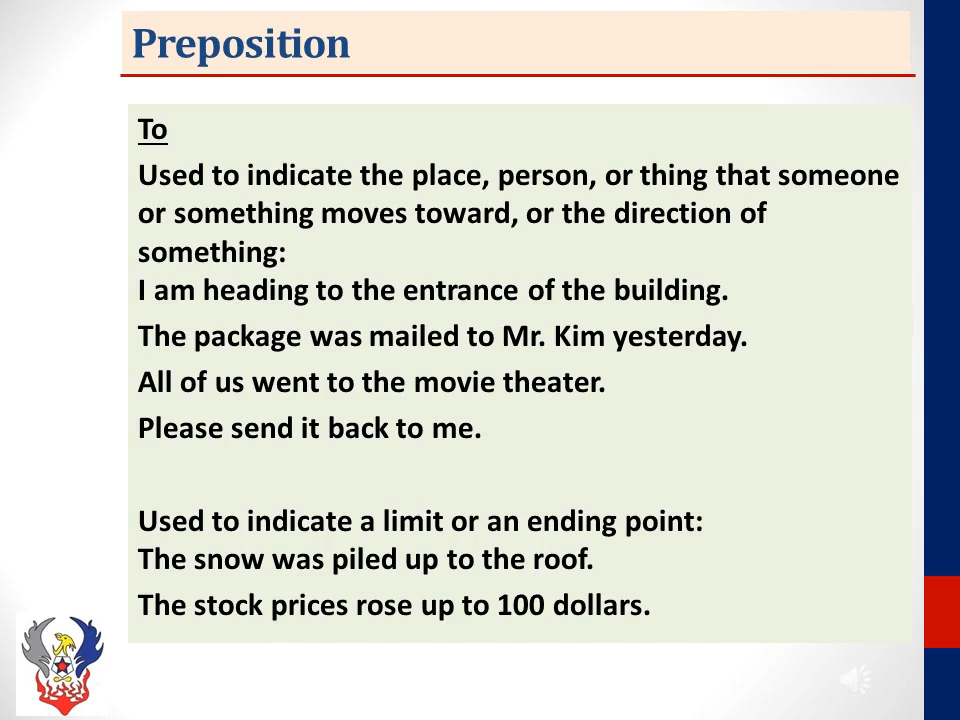 Preposition
To
Used to indicate the place, person, or thing that someone
or something moves toward, or the direction of
something:
I am heading to the entrance of the building.
The package was mailed to Mr. Kim yesterday.
All of us went to the movie theater.
Please send it back to me.
Used to indicate a limit or an ending point:
The snow was piled up to the roof.
The stock prices rose up to 100 dollars.